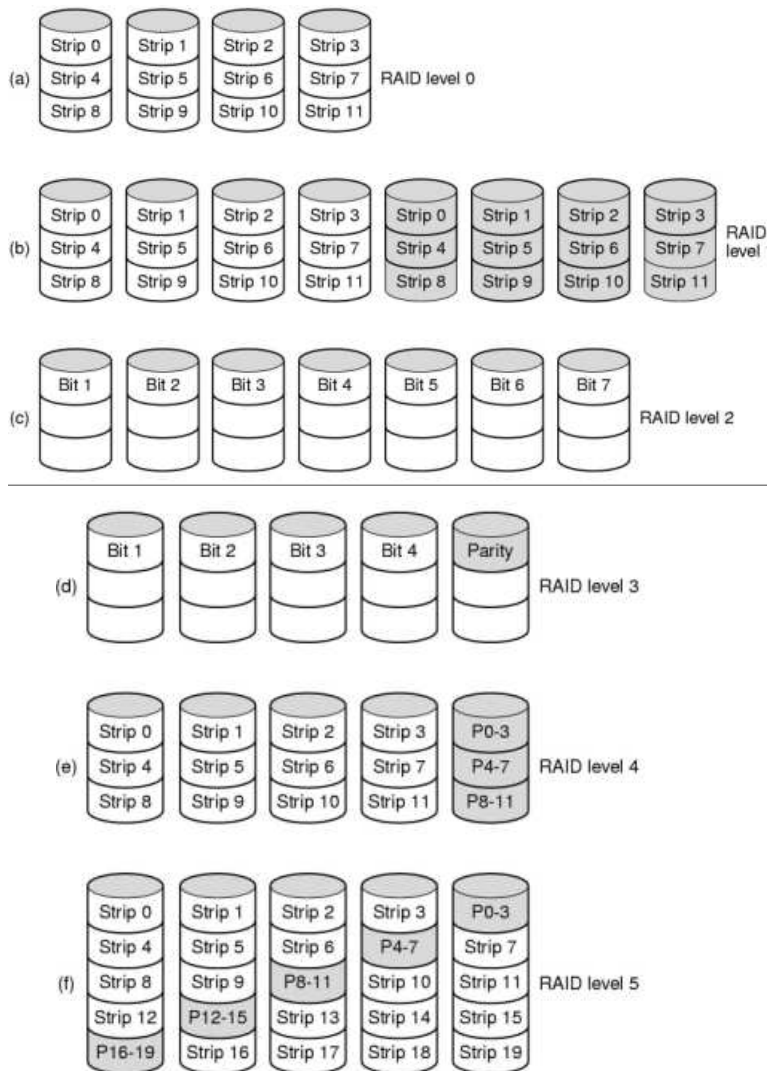 Strip 0 Strip 1 Strip 2 Strip 3
(a) Strip 4 Strip 5 Strip 6 Strip 7 RAID level 0
Strip 8 Strip 9 Strip 10 Strip 11
Strip 0 Strip 1 Strip 2 Strip 3 Strip 0 Strip 1 Strip 2 Strip 3
(b) Strip 4 Strip 5 Strip 6 Strip 7 Strip 4 Strip 5 Strip 6 Strip 7 RAID
level
Strip 8 Strip 9 Strip 10 Strip 11 Strip 8 Strip 9 Strip 10 Strip 11
Bit 1 Bit 2 Bit 3 Bit 4 Bit 5 Bit 6 Bit 7
(c) RAID level 2
Bit 1 Bit 2 Bit 3 Bit 4 Parity
(d) RAID level 3
Strip 0 Strip 1 Strip 2 Strip 3 P0-3
(e) Strip 4 Strip 5 Strip 6 Strip 7 P4-7 RAID level 4
Strip 8 Strip 9 Strip 10 Strip 11 P8-11
Strip 0 Strip 1 Strip 2 Strip 3 P0-3
Strip 4 Strip 5 Strip 6 P4-7 Strip 7
(f) Strip 8 Strip 9 P8-11 Strip 10 Strip 11 RAID level 5
Strip 12 P12-15 Strip 13 Strip 14 Strip 15
P16-19 Strip 16 Strip 17 Strip 18 Strip 19